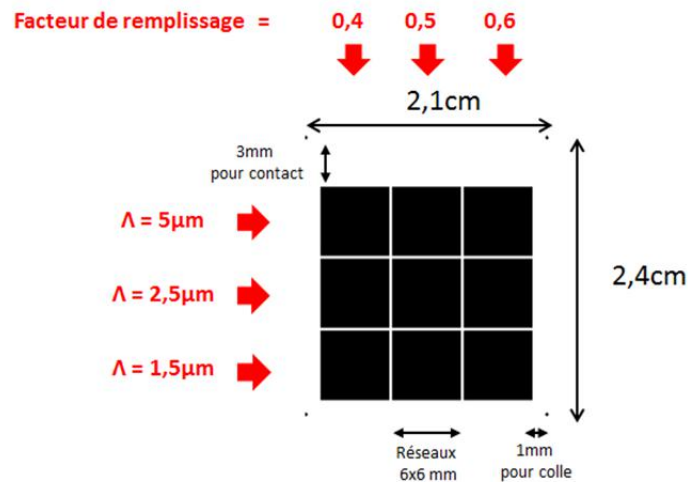 Facteur de remplissage = 0,4 0,5 0,6
2,1cm
3mm
pour contact
Λ = 5µm
Λ = 2,5µm
2,4cm
Λ = 1,5µm
Réseaux
6x6 mm
1mm
pour colle